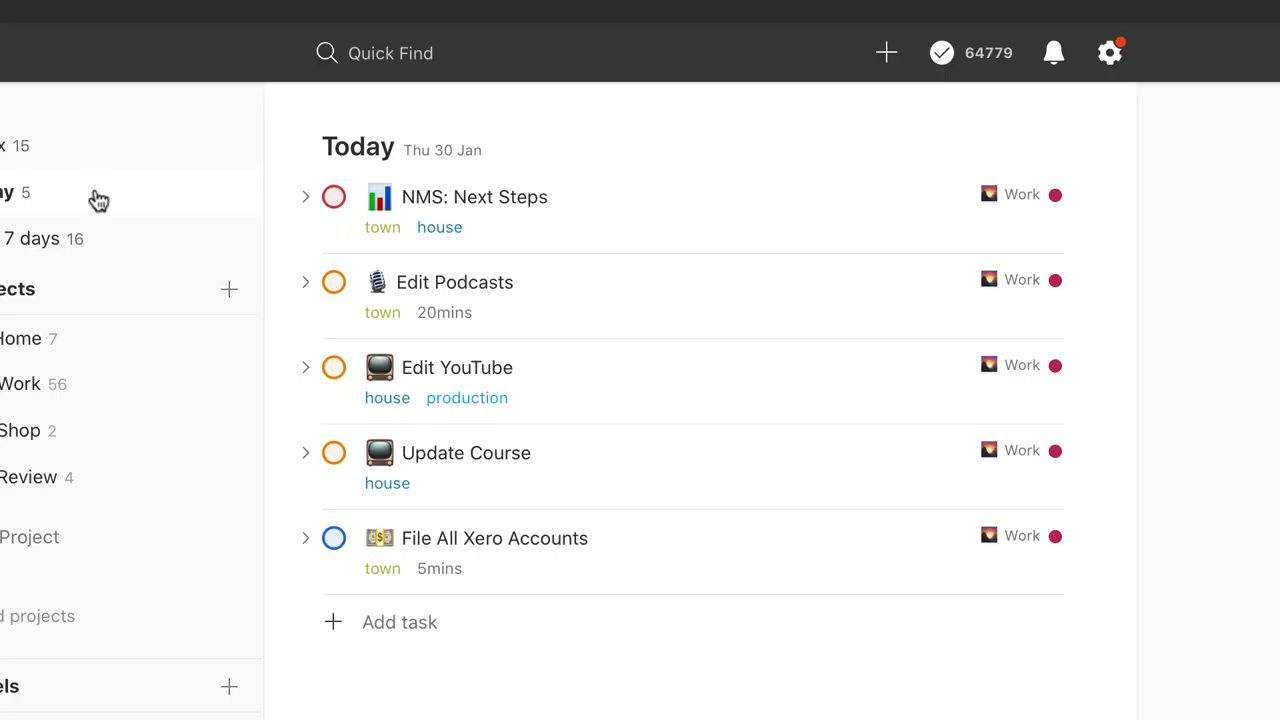 Quick Find
64779
x 15
ay 5
7 days 16
ects
Home 7
Work 56
Shop 2
Review 4
Project
d projects
els
Today Thu 30 Jan
NMS: Next Steps Work
town house
Edit Podcasts Work
town 20mins
Edit YouTube Work
house production
Update Course Work
house
File All Xero Accounts Work
town 5mins
Add task